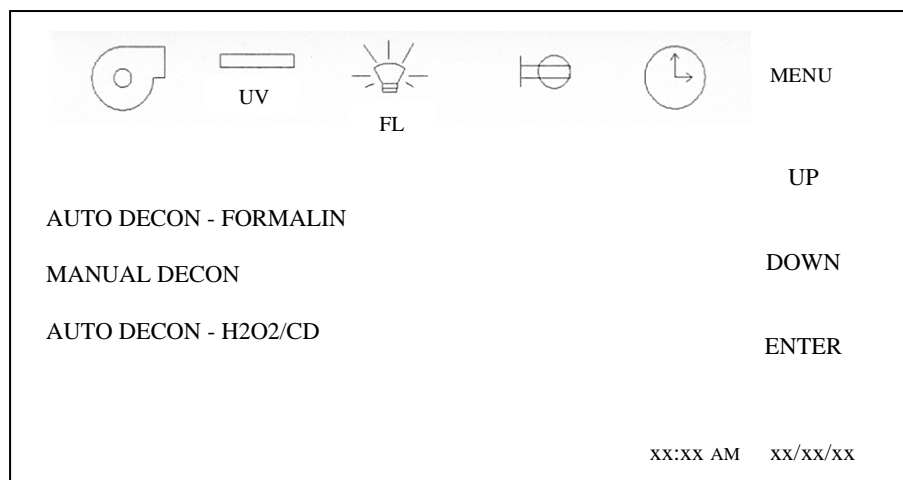 MENU
UV
FL
UP
AUTO DECON - FORMALIN
DOWN
MANUAL DECON
AUTO DECON - H2O2/CD
ENTER
xx:xx AM xx/xx/xx